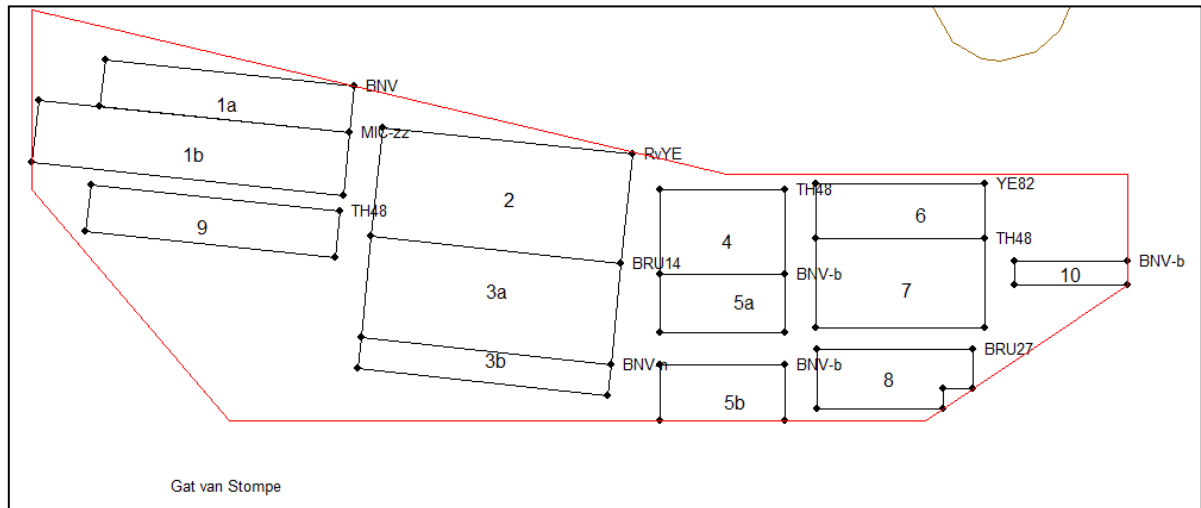 BNV
1a
MIC-zz
1b
RvYE
2
TH48
YE82
4
6
TH48
9
TH48
BRU14
BNV-b
BNV-b
3a
7
10
5a
BRU27
3b
BNV-n
BNV-b
8
5b
Gat van Stompe